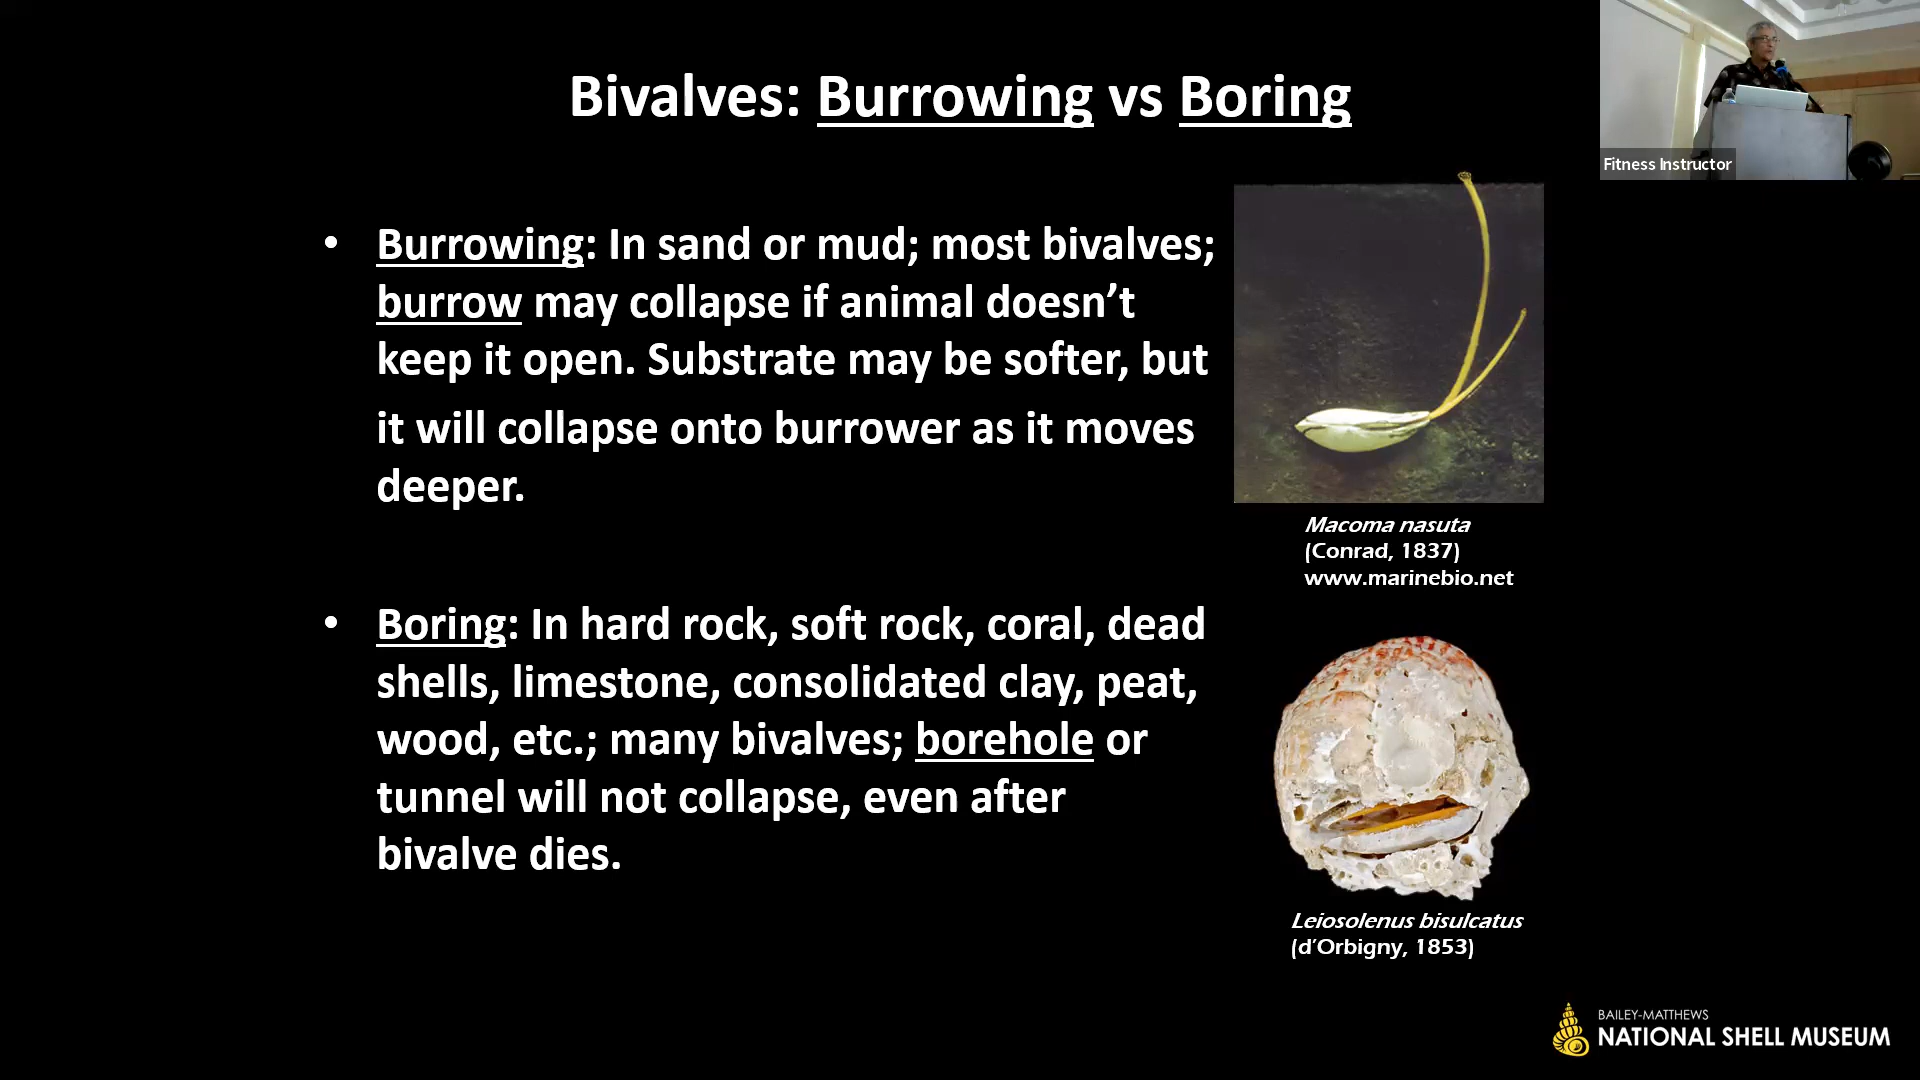 Bivalves: Burrowing vs Boring
Fitness Instructor
• Burrowing: In sand or mud; most bivalves;
burrow may collapse if animal doesn’t
keep it open. Substrate may be softer, but
it will collapse onto burrower as it moves
deeper.
Macoma nasuta
(Conrad, 1837)
www.marinebio.net
• Boring: In hard rock, soft rock, coral, dead
shells, limestone, consolidated clay, peat,
wood, etc.; many bivalves; borehole or
tunnel will not collapse, even after
bivalve dies.
Leiosolenus bisulcatus
(d’Orbigny, 1853)
BAILEY-MATTHEWS
NATIONAL SHELL MUSEUM